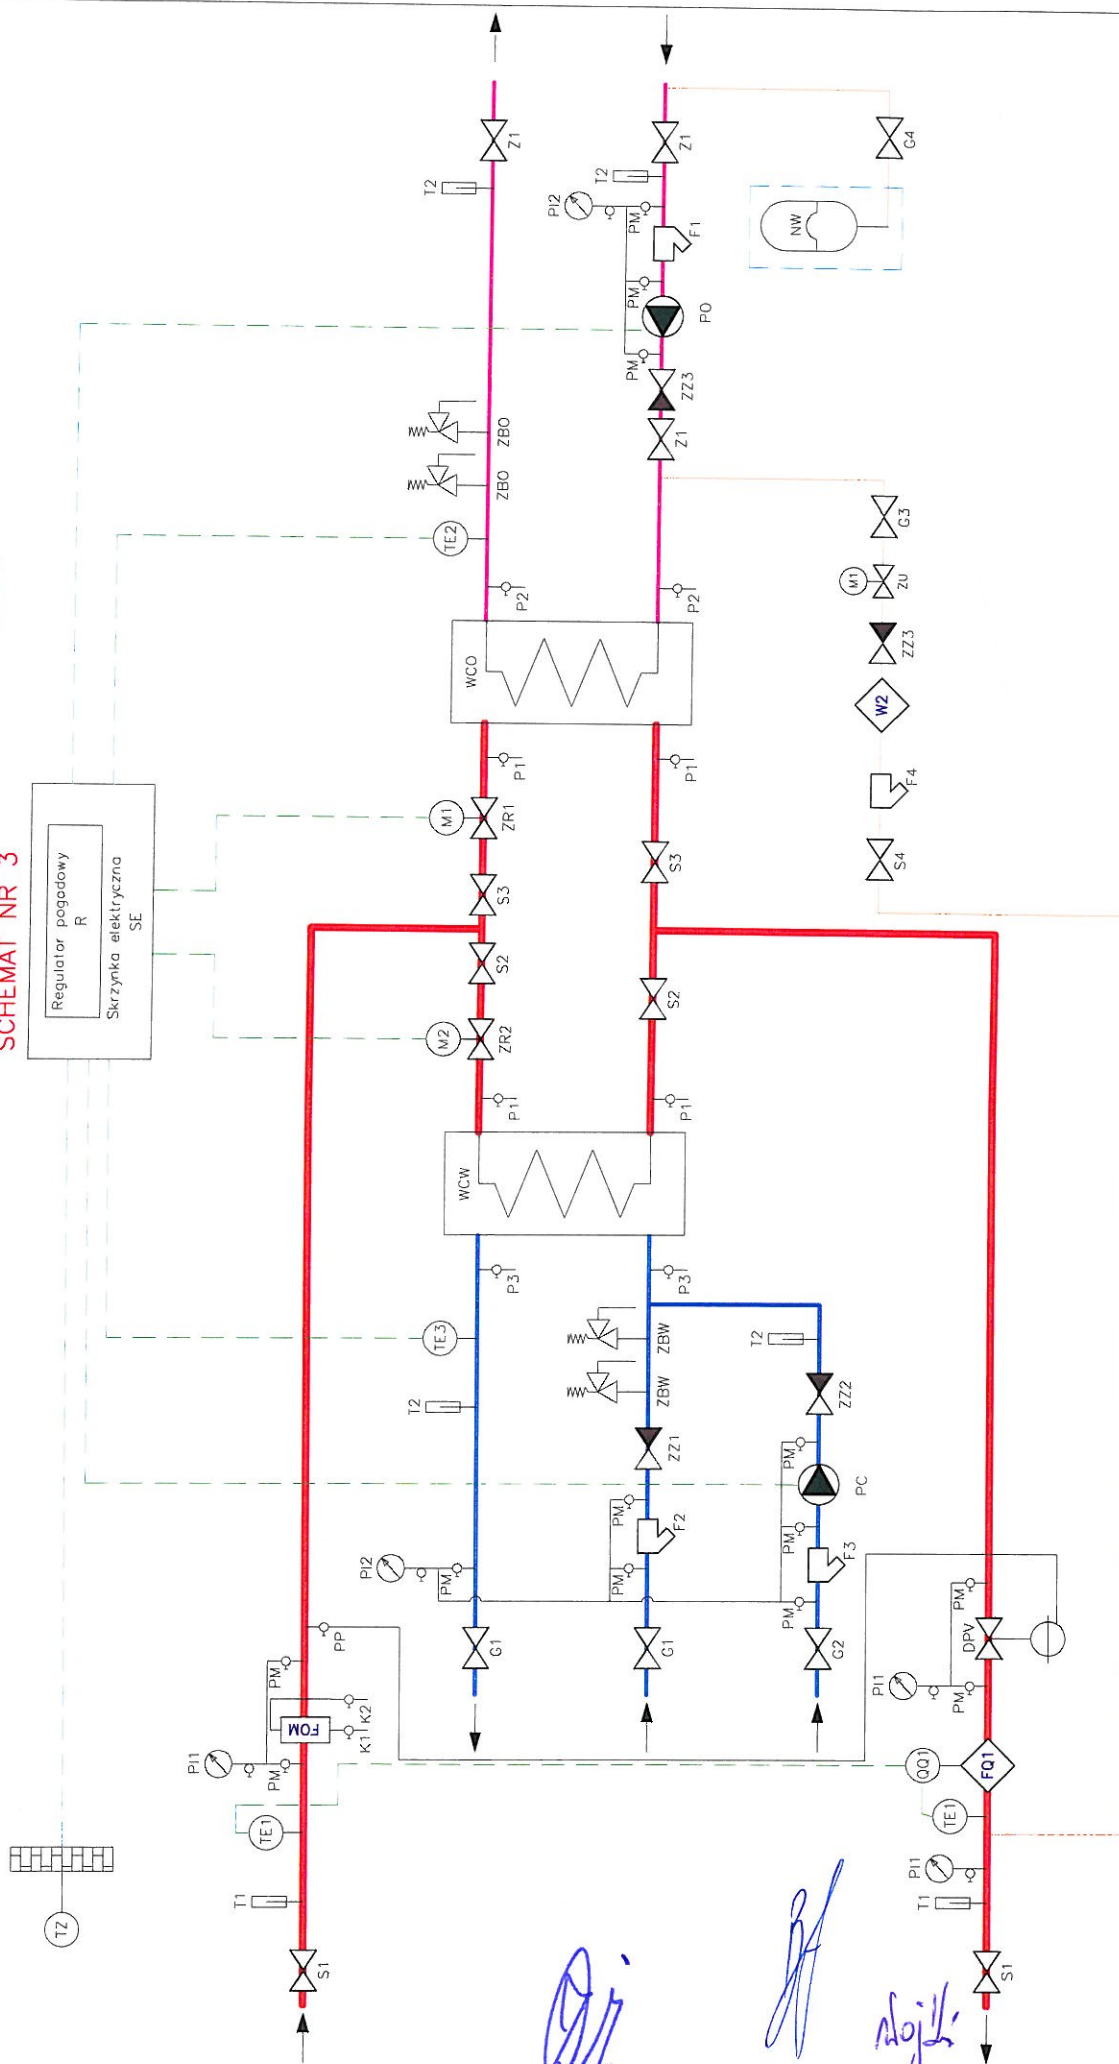 SCHEMAT NR 3
Regulator pogodowy
R
Skrzynka elektryczna
SE
TZ
S1
T1
TE1
PI1
PM
FOM
K1
K2
PM
PP
M2
ZR2
S2
S3
M1
ZR1
P1
P1
WCW
WCO
P1
P1
S2
S3
P3
P3
TE3
T2
PI2
PM
G1
ZBW
ZBW
ZZ1
PM
F2
PM
G1
T2
ZZ2
PM
PC
PM
F3
PM
G2
P2
P2
TE2
ZBO
ZBO
T2
Z1
Z1
T2
PI2
PM
F1
PM
PO
PM
ZZ3
Z1
G4
NW
G3
M1
ZU
ZZ3
W2
F4
S4
PM
DPV
PI1
PM
QQ1
FQ1
TE1
PI1
T1
S1